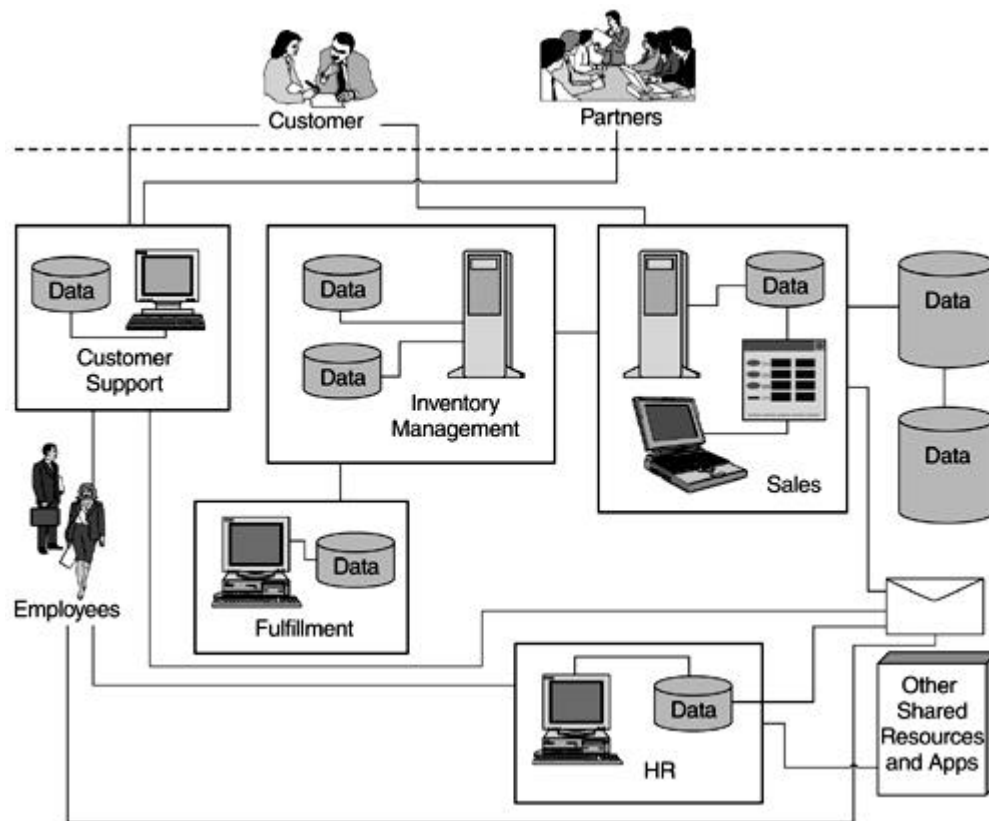 Customer
Partners
Data
Customer
Support
Data
Data
Inventory
Management
Data
Sales
Data
Data
Employees
Data
Fulfillment
Data
HR
Other
Shared
Resources
and Apps